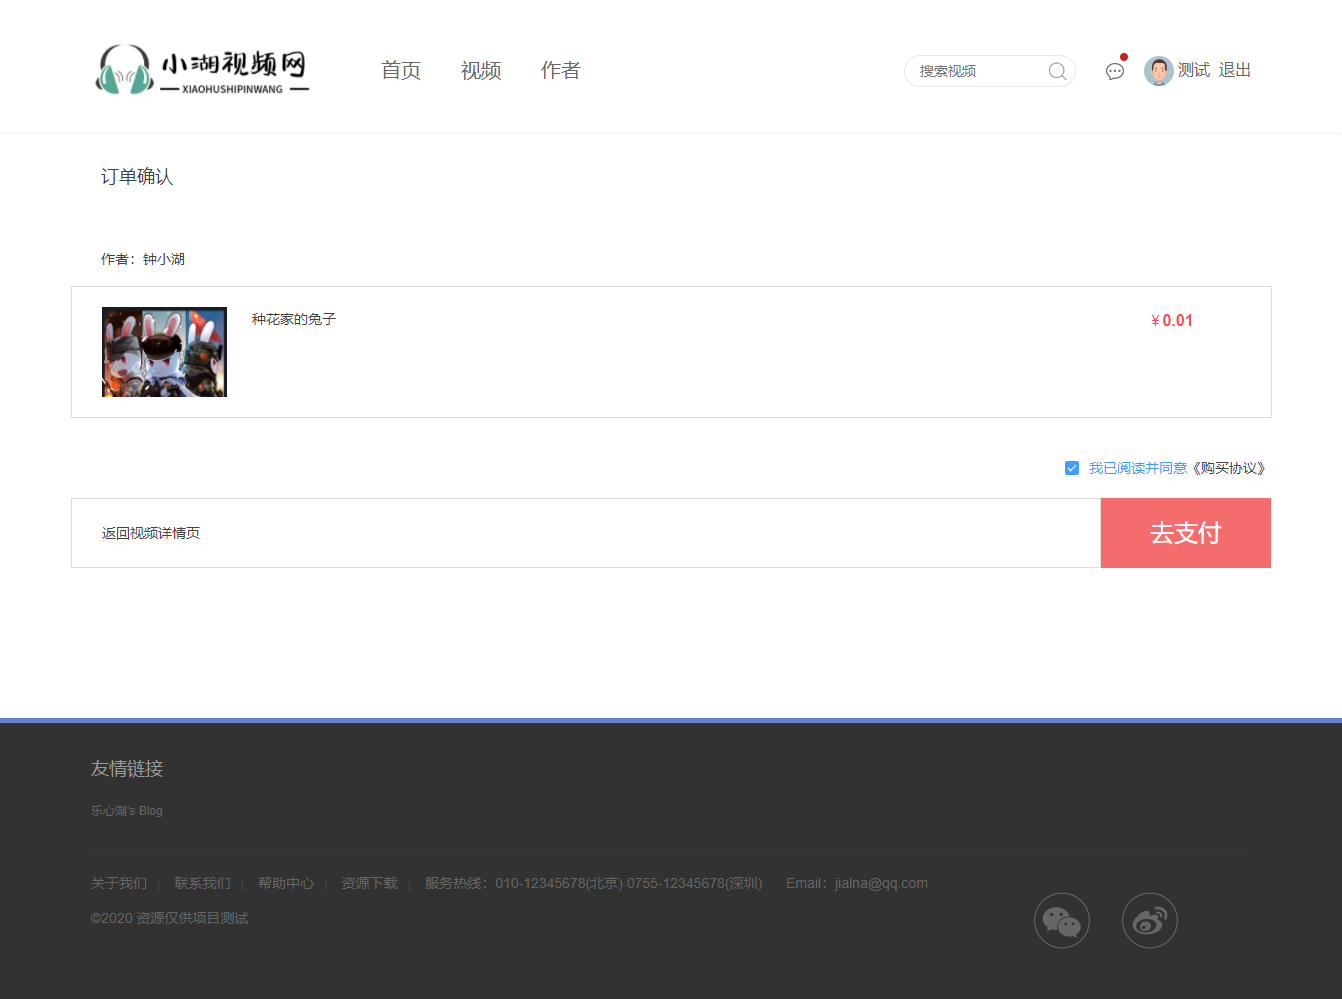 小湖视频网
XIAOHUSHIPINWANG
首页 视频 作者
搜索视频
测试 退出
订单确认
作者：钟小湖
种花家的兔子
¥ 0.01
我已阅读并同意《购买协议》
返回视频详情页
去支付
友情链接
乐心湖's Blog
关于我们 | 联系我们 | 帮助中心 | 资源下载 | 服务热线：010-12345678(北京) 0755-12345678(深圳) Email：jialna@qq.com
©2020 资源仅供项目测试